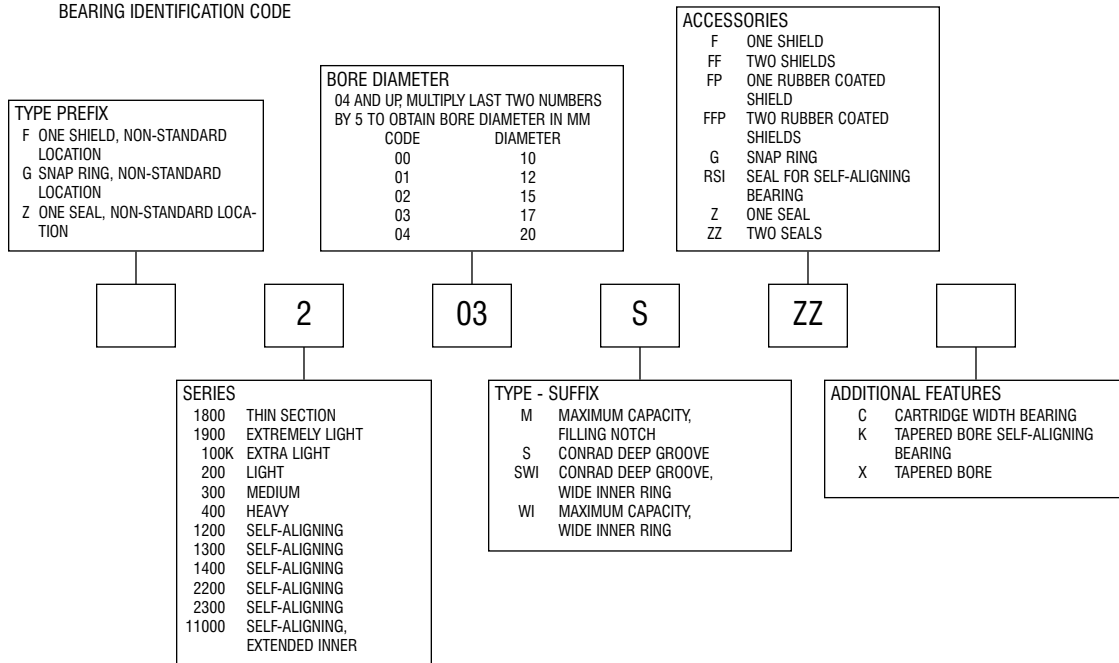 BEARING IDENTIFICATION CODE
TYPE PREFIX
F ONE SHIELD, NON-STANDARD
LOCATION
G SNAP RING, NON-STANDARD
LOCATION
Z ONE SEAL, NON-STANDARD LOCA-
TION
BORE DIAMETER
04 AND UP, MULTIPLY LAST TWO NUMBERS
BY 5 TO OBTAIN BORE DIAMETER IN MM
CODE DIAMETER
00 10
01 12
02 15
03 17
04 20
ACCESSORIES
F ONE SHIELD
FF TWO SHIELDS
FP ONE RUBBER COATED
SHIELD
FFP TWO RUBBER COATED
SHIELDS
G SNAP RING
RSI SEAL FOR SELF-ALIGNING
BEARING
Z ONE SEAL
ZZ TWO SEALS
2 03 S ZZ
SERIES
1800 THIN SECTION
1900 EXTREMELY LIGHT
100K EXTRA LIGHT
200 LIGHT
300 MEDIUM
400 HEAVY
1200 SELF-ALIGNING
1300 SELF-ALIGNING
1400 SELF-ALIGNING
2200 SELF-ALIGNING
2300 SELF-ALIGNING
11000 SELF-ALIGNING,
EXTENDED INNER
TYPE - SUFFIX
M MAXIMUM CAPACITY,
FILLING NOTCH
S CONRAD DEEP GROOVE
SWI CONRAD DEEP GROOVE,
WIDE INNER RING
WI MAXIMUM CAPACITY,
WIDE INNER RING
ADDITIONAL FEATURES
C CARTRIDGE WIDTH BEARING
K TAPERED BORE SELF-ALIGNING
BEARING
X TAPERED BORE